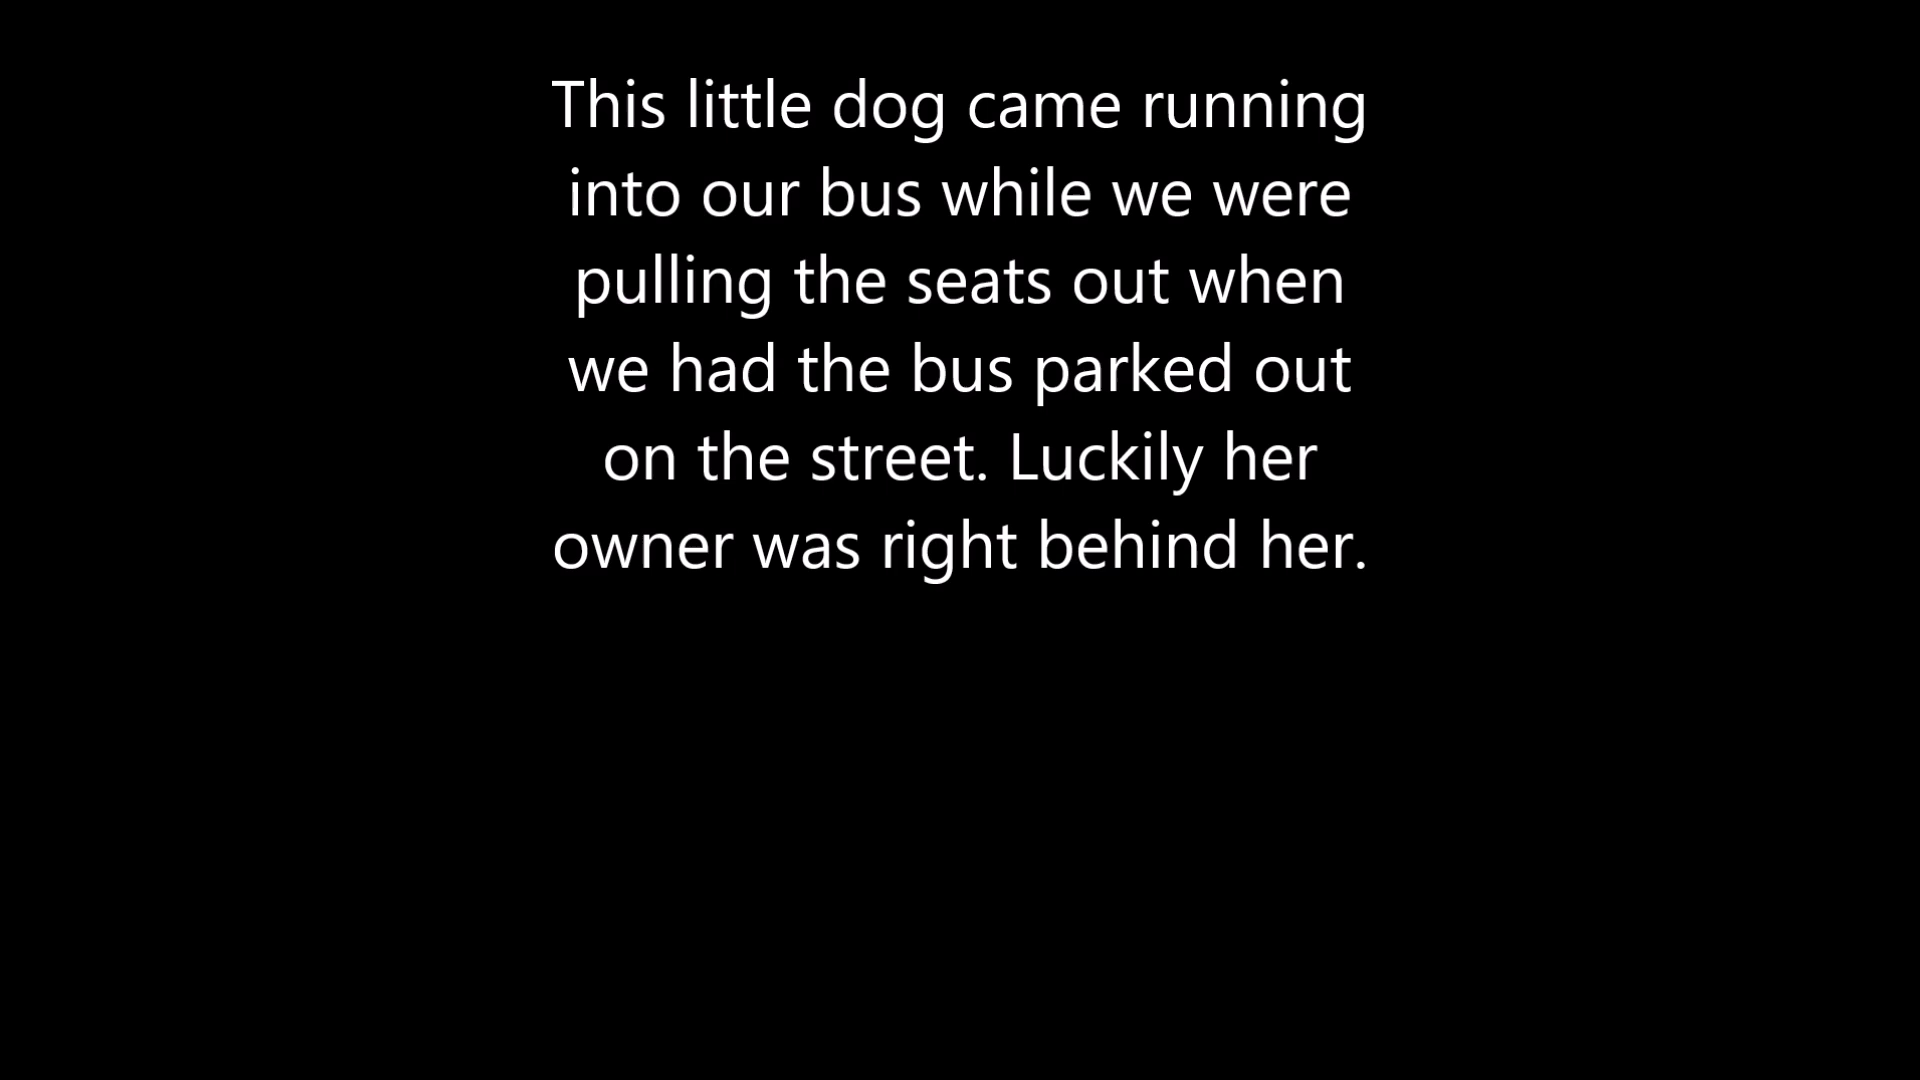 This little dog came running
into our bus while we were
pulling the seats out when
we had the bus parked out
on the street. Luckily her
owner was right behind her.